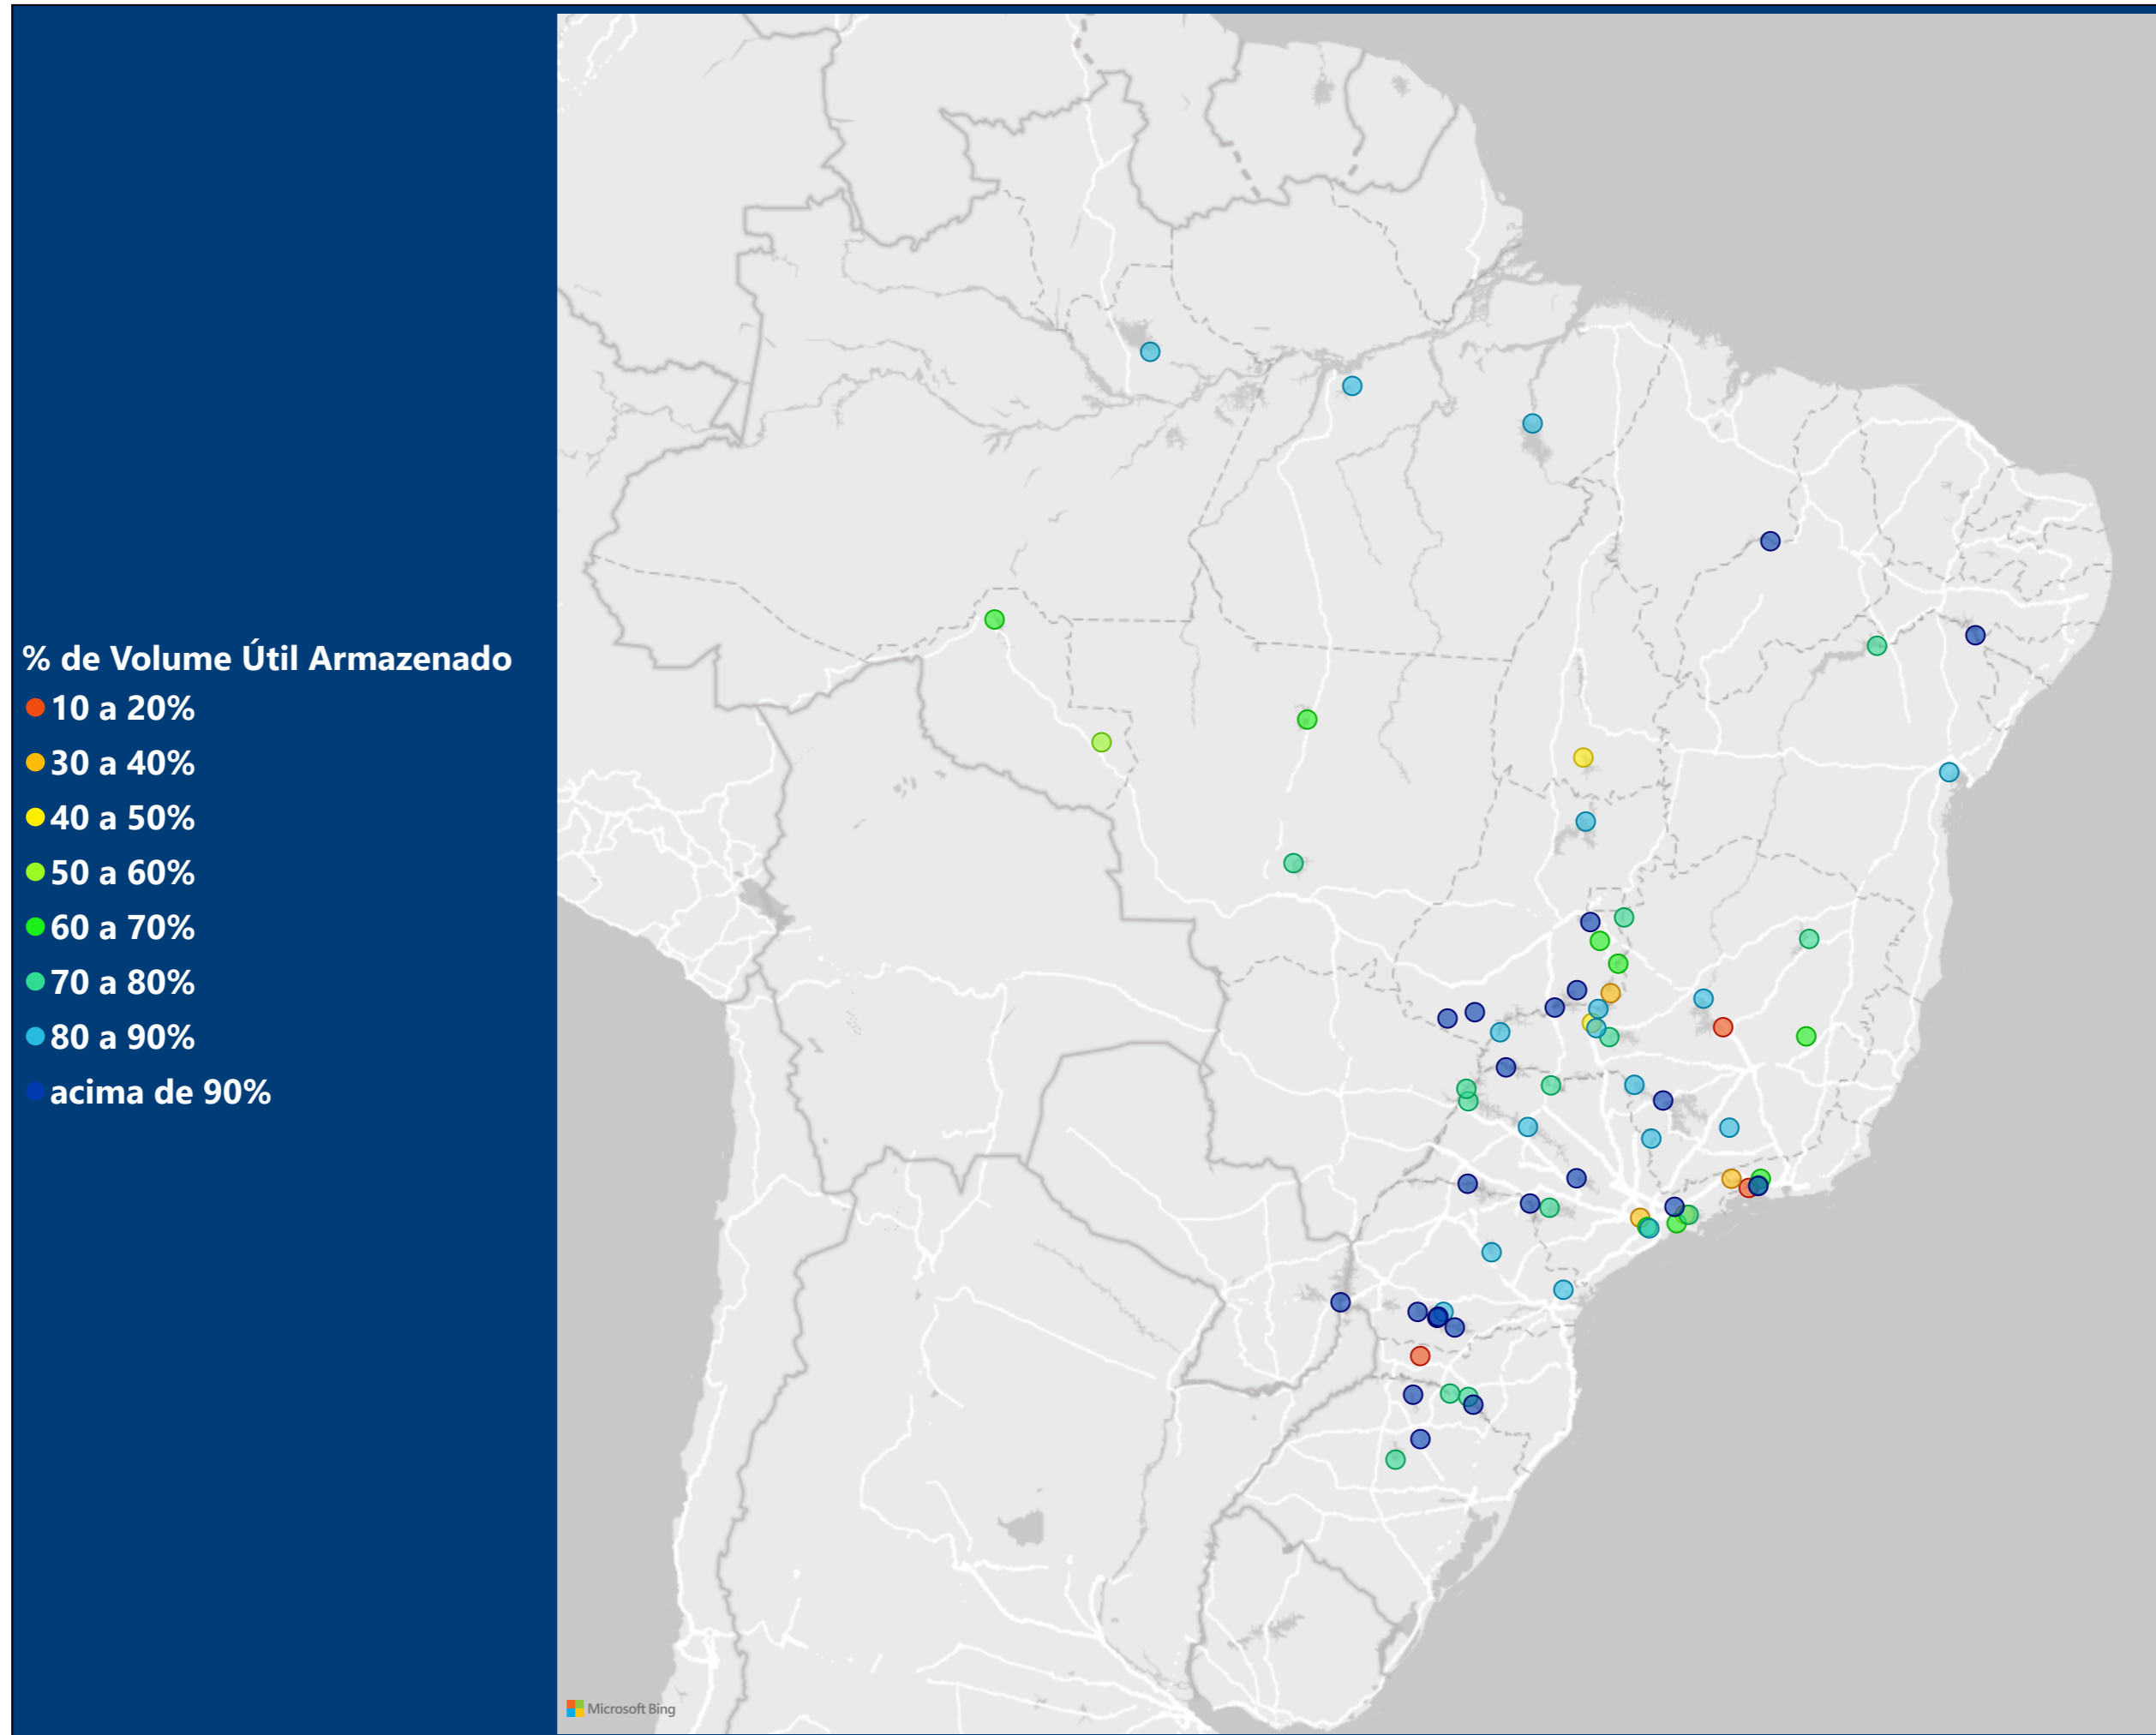 % de Volume Útil Armazenado
10 a 20%
30 a 40%
40 a 50%
50 a 60%
60 a 70%
70 a 80%
80 a 90%
acima de 90%
Microsoft Bing